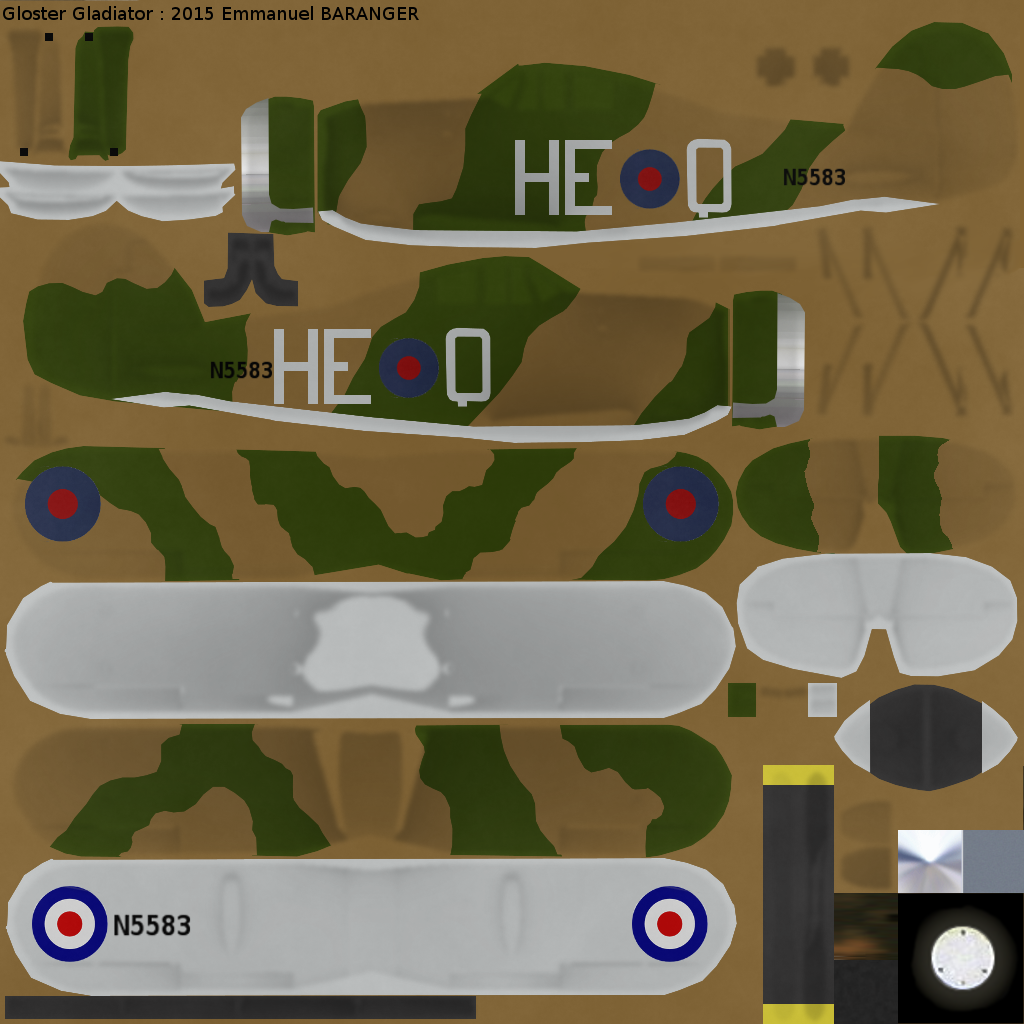 Gloster Gladiator : 2015 Emmanuel BARANGER
HE Q
N5583
N5583 HE Q
N5583